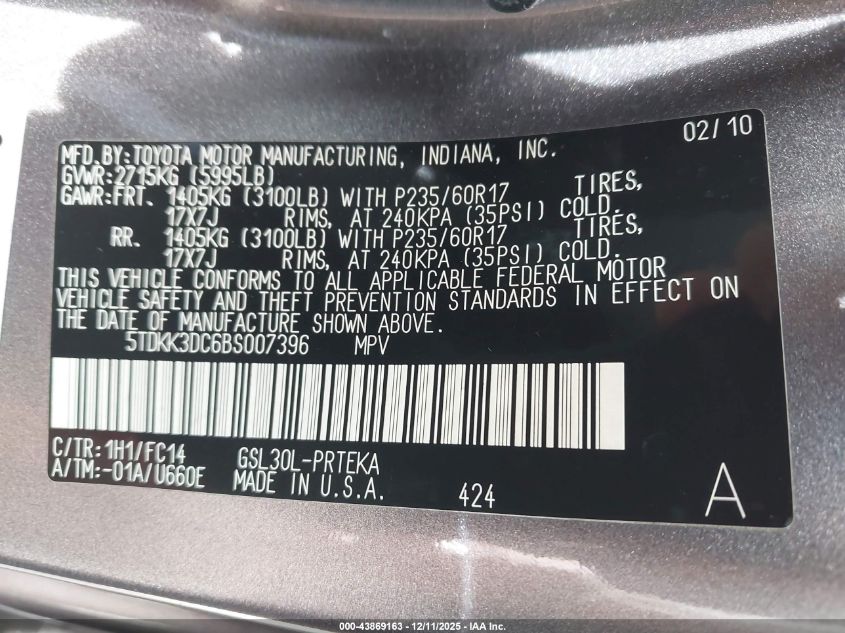 02/10
MFD.BY:TOYOTA MOTOR MANUFACTURING, INDIANA, INC.
GVWR:2715KG (5995LB)
GAWR:FRT. 1405KG (3100LB) WITH P235/60R17 TIRES,
17X7J RIMS, AT 240KPA (35PSI) COLD.
RR. 1405KG (3100LB) WITH P235/60R17 TIRES,
17X7J RIMS, AT 240KPA (35PSI) COLD.
THIS VEHICLE CONFORMS TO ALL APPLICABLE FEDERAL MOTOR
VEHICLE SAFETY AND THEFT PREVENTION STANDARDS IN EFFECT ON
THE DATE OF MANUFACTURE SHOWN ABOVE.
5TDKK3DC6BS007396 MPV
C/TR:1H1/FC14 GSL30L-PRTEKA
A/TM:-01A/U660E MADE IN U.S.A. 424 A
000-43869163 - 12/11/2025 - IAA Inc.